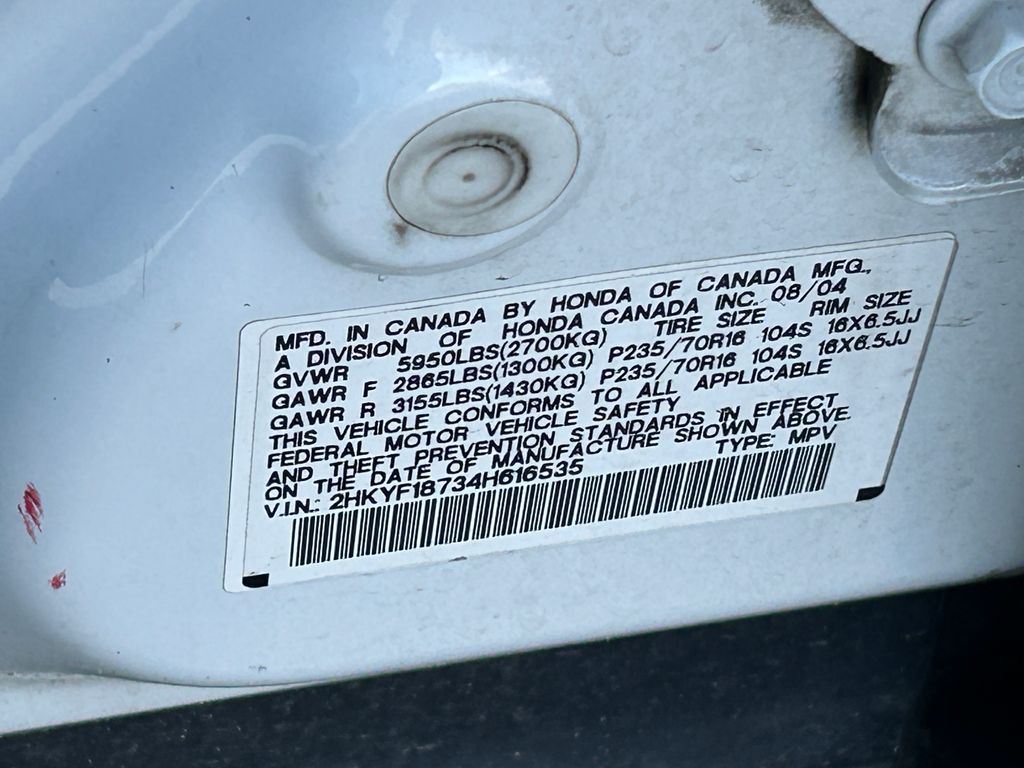 MFD. IN CANADA BY HONDA OF CANADA MFG.,
A DIVISION OF HONDA CANADA INC. 08/04
GVWR 5950LBS(2700KG) TIRE SIZE RIM SIZE
GAWR F 2865LBS(1300KG) P235/70R16 104S 16X6.5JJ
GAWR R 3155LBS(1430KG) P235/70R16 104S 16X6.5JJ
THIS VEHICLE CONFORMS TO ALL APPLICABLE
FEDERAL MOTOR VEHICLE SAFETY
AND THEFT PREVENTION STANDARDS IN EFFECT
ON THE DATE OF MANUFACTURE SHOWN ABOVE.
V.I.N.: 2HKYF18734H616535 TYPE: MPV